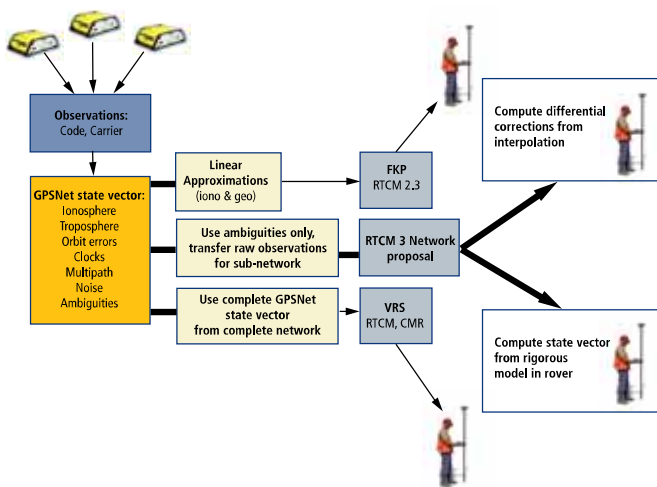 Observations:
Code, Carrier
GPSNet state vector:
Ionosphere
Troposphere
Orbit errors
Clocks
Multipath
Noise
Ambiguities
Linear
Approximations
(iono & geo)
FKP
RTCM 2.3
Use ambiguities only,
transfer raw observations
for sub-network
RTCM 3 Network
proposal
Use complete GPSNet
state vector
from complete network
VRS
RTCM, CMR
Compute differential
corrections from
interpolation
Compute state vector
from rigorous
model in rover